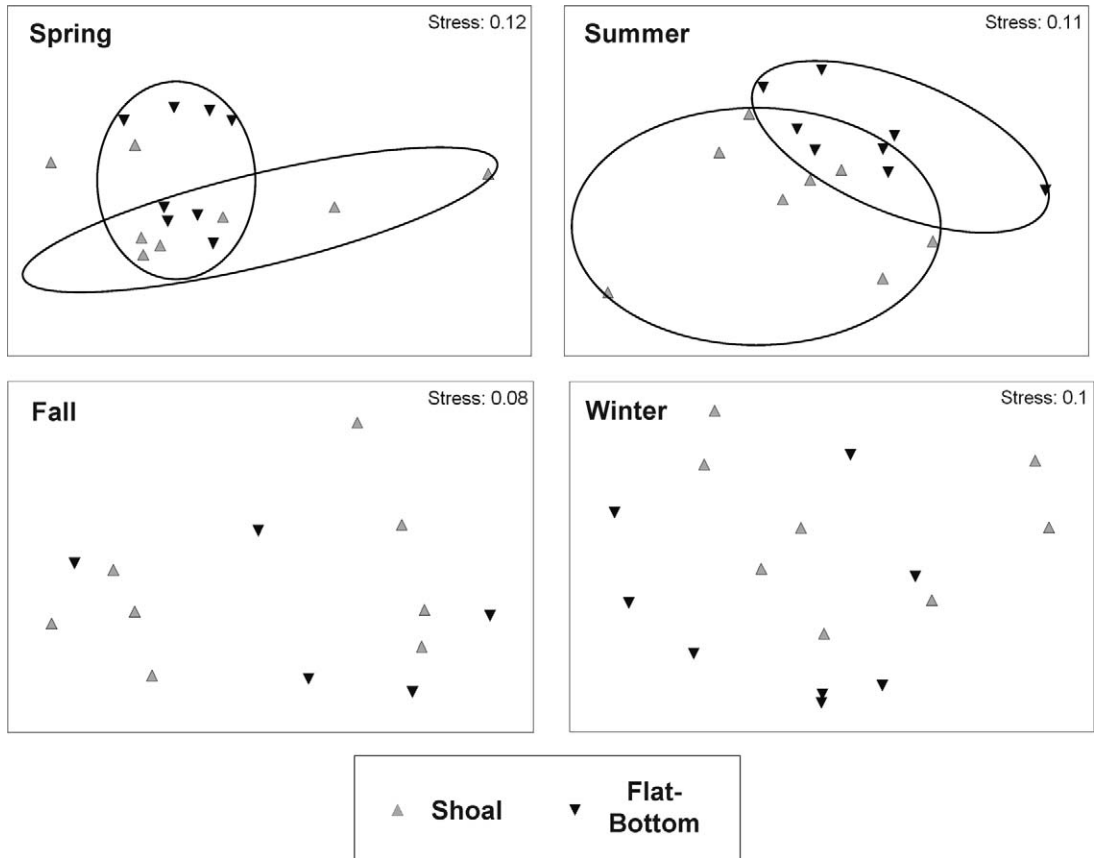 Spring
Stress: 0.12
Summer
Stress: 0.11
Fall
Stress: 0.08
Winter
Stress: 0.1
Shoal
Flat-
Bottom